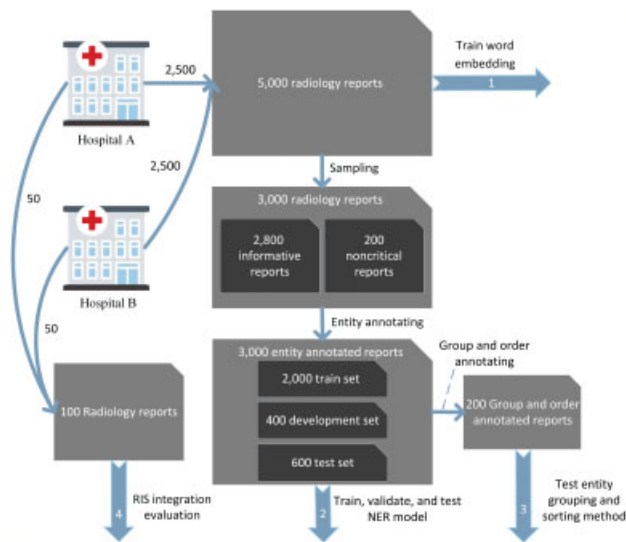 2,500
5,000 radiology reports
Train word
embedding
1
Hospital A
2,500
Sampling
50
3,000 radiology reports
2,800
informative
reports
200
noncritical
reports
Hospital B
50
Entity annotating
Group and order
annotating
3,000 entity annotated reports
2,000 train set
400 development set
600 test set
100 Radiology reports
200 Group and order
annotated reports
4
RIS integration
evaluation
2
Train, validate, and test
NER model
3
Test entity
grouping and
sorting method